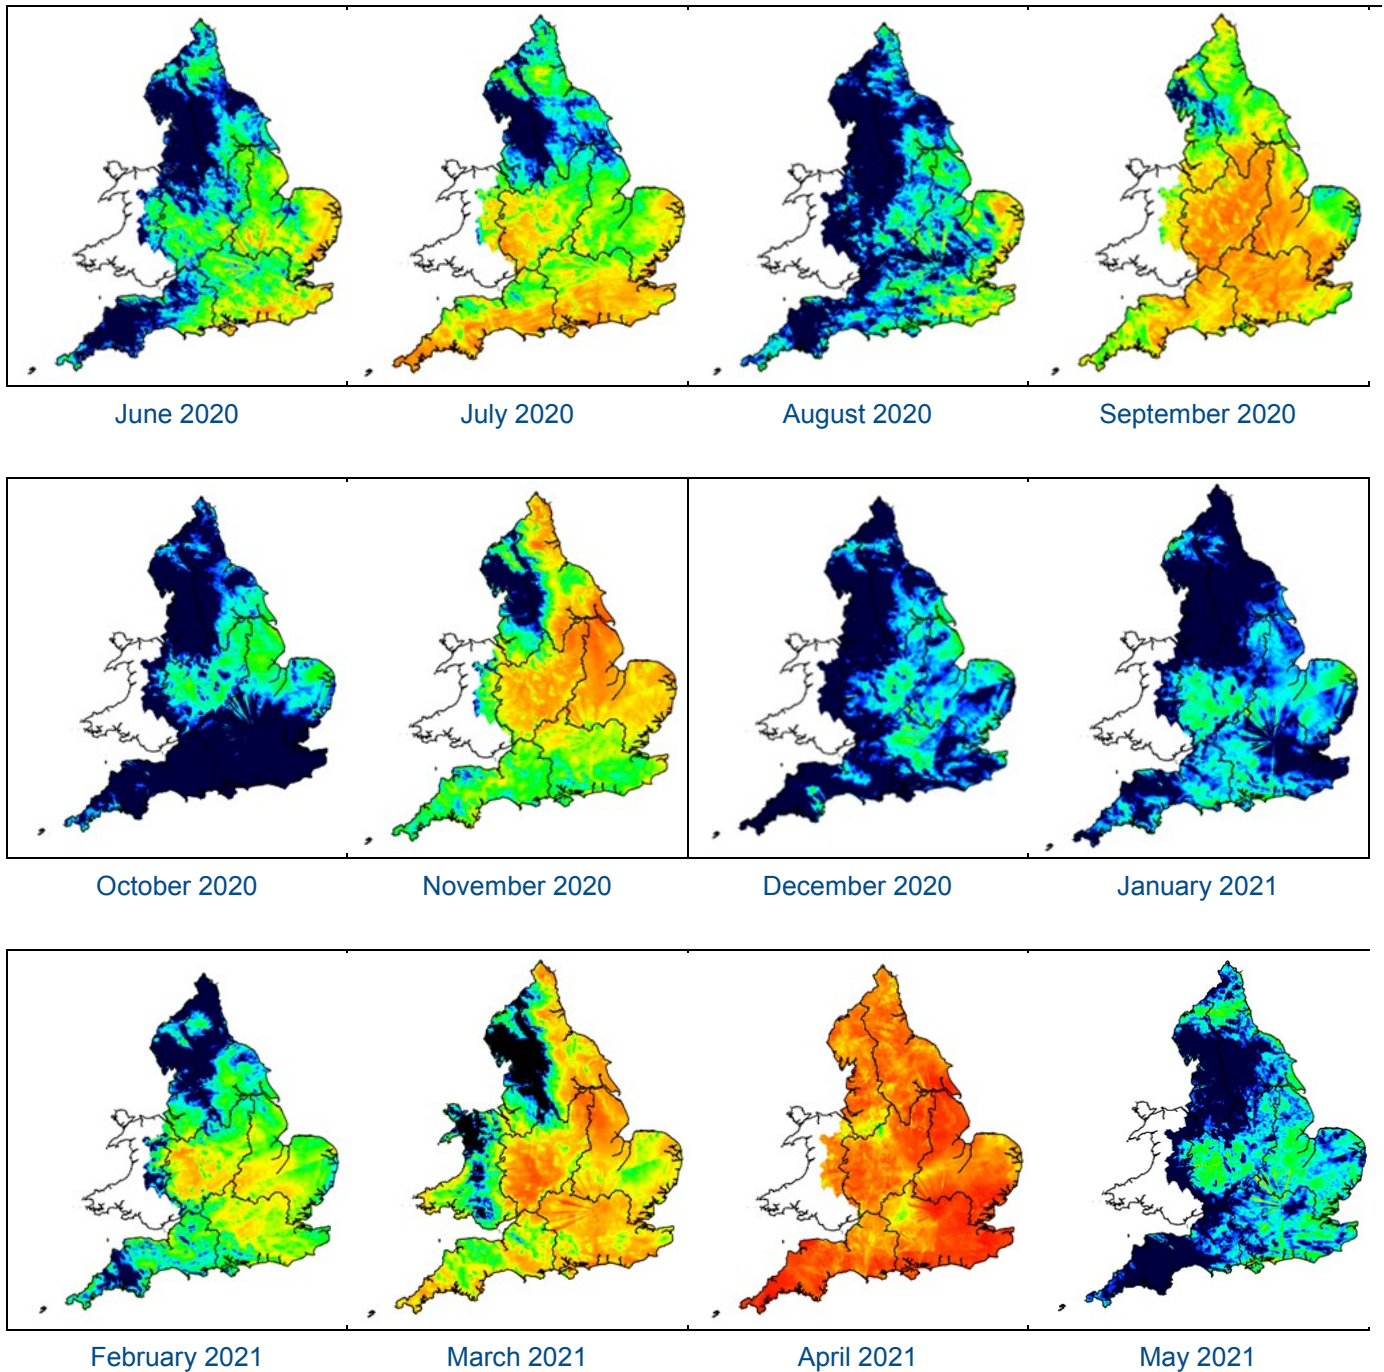 June 2020
July 2020
August 2020
September 2020
October 2020
November 2020
December 2020
January 2021
February 2021
March 2021
April 2021
May 2021